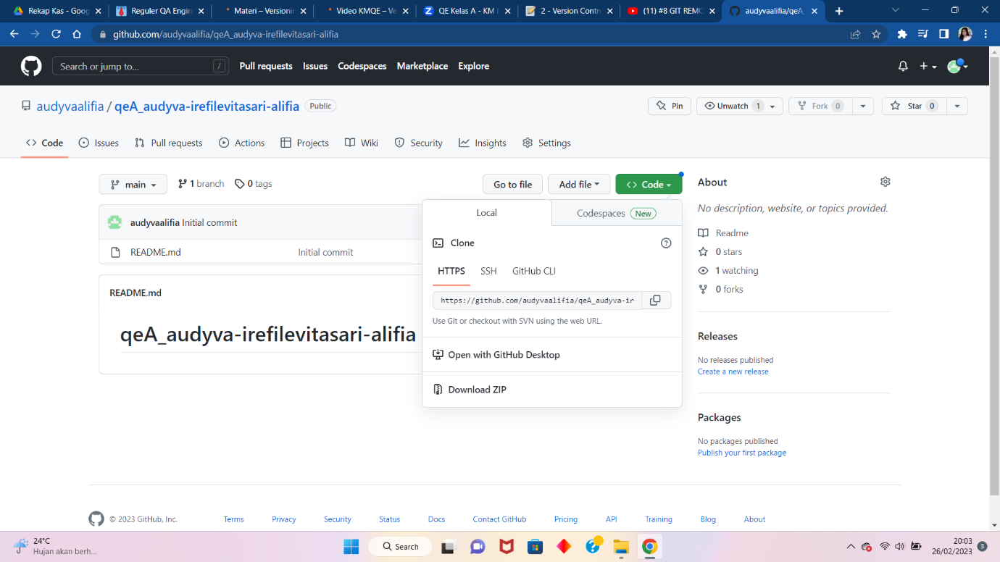 Rekap Kas - Goog
Reguler QA Engin
Materi – Versionin
Video KMQE – Ve
QE Kelas A - KM
2 - Version Contr
(11) #8 GIT REMO
audyvaalifia/qeA_
github.com/audyvaalifia/qeA_audyva-irefilevitasari-alifia
Search or jump to...
/
Pull requests
Issues
Codespaces
Marketplace
Explore
audyvaalifia / qeA_audyva-irefilevitasari-alifia
Public
Pin
Unwatch 1
Fork 0
Star 0
Code
Issues
Pull requests
Actions
Projects
Wiki
Security
Insights
Settings
main
1 branch
0 tags
Go to file
Add file
Code
About
No description, website, or topics provided.
Readme
0 stars
1 watching
0 forks
audyvaalifia Initial commit
README.md
Initial commit
README.md
qeA_audyva-irefilevitasari-alifia
Local
Codespaces New
Clone
HTTPS
SSH
GitHub CLI
https://github.com/audyvaalifia/qeA_audyva-ir
Use Git or checkout with SVN using the web URL.
Open with GitHub Desktop
Download ZIP
Releases
No releases published
Create a new release
Packages
No packages published
Publish your first package
© 2023 GitHub, Inc.
Terms
Privacy
Security
Status
Docs
Contact GitHub
Pricing
API
Training
Blog
About
24°C
Hujan akan berh...
Search
20:03
26/02/2023
3